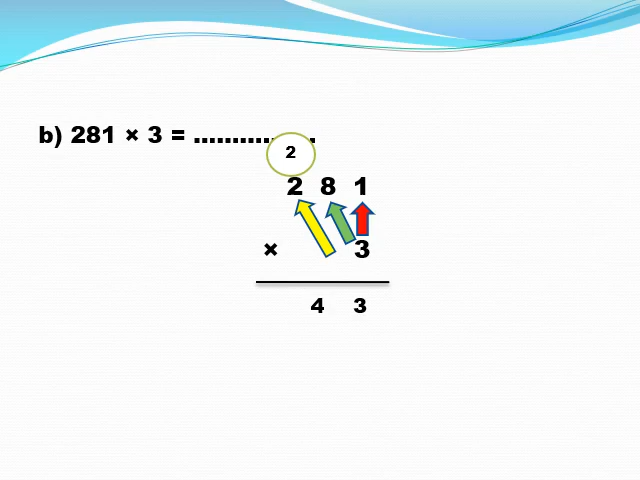 b) 281 × 3 = ................
2
2 8 1
× 3
4 3